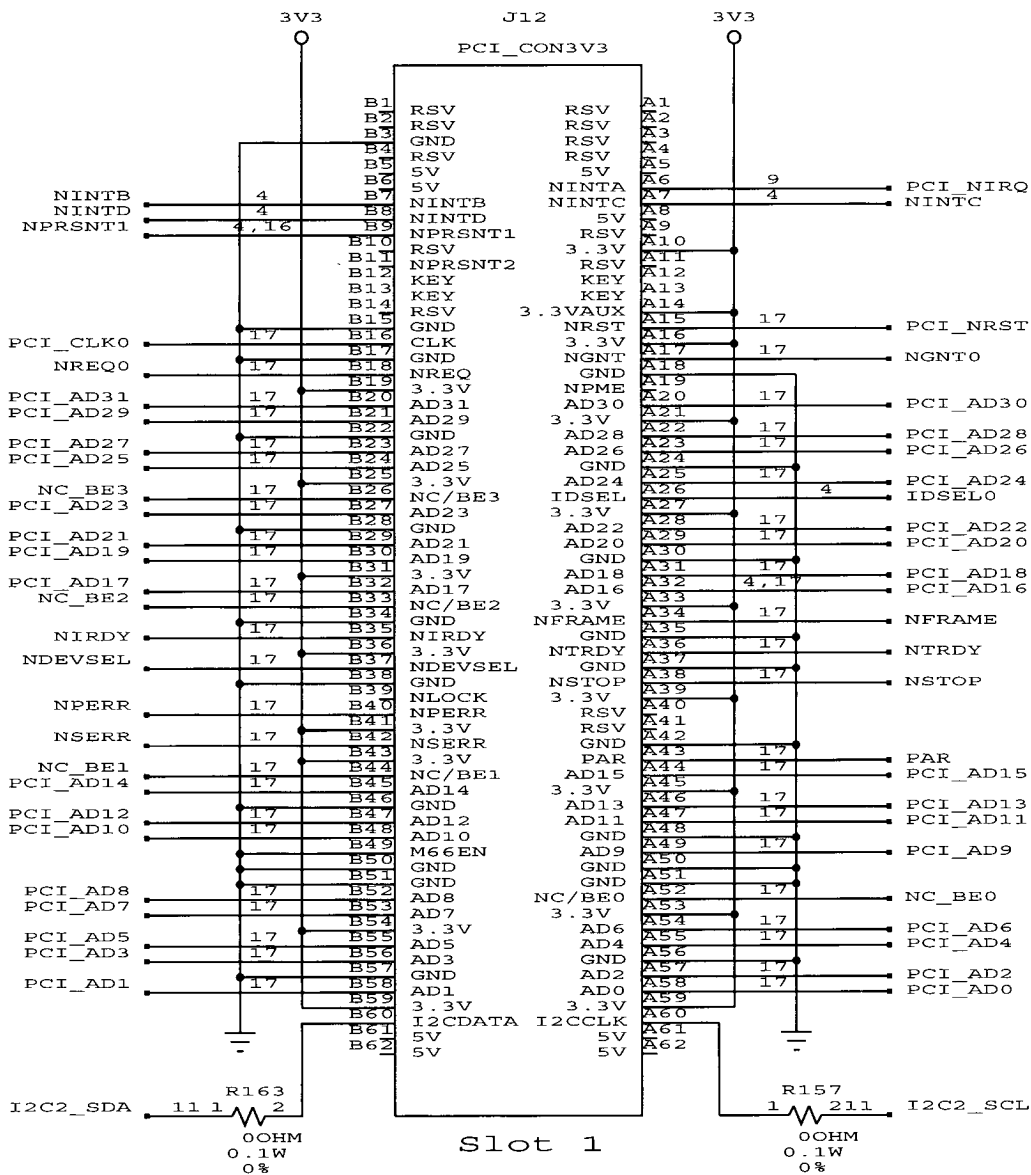 3V3 J12 3V3
PCI_CON3V3
B1 RSV RSV A1
B2 RSV RSV A2
B3 GND RSV A3
B4 RSV RSV A4
B5 5V 5V A5
NINTB 4 B6 5V NINTA A6 9 PCI_NIRQ
NINTD 4 B7 NINTB NINTC A7 4 NINTC
NPRSNT1 4,16 B8 NINTD 5V A8
B9 NPRSNT1 RSV A9
B10 RSV 3.3V A10
B11 NPRSNT2 RSV A11
B12 KEY KEY A12
B13 KEY KEY A13
B14 RSV 3.3VAUX A14
B15 GND NRST A15 17 PCI_NRST
PCI_CLK0 17 B16 CLK 3.3V A16
B17 GND NGNT A17 17 NGNT0
NREQ0 17 B18 NREQ GND A18
B19 3.3V NPME A19
PCI_AD31 17 B20 AD31 AD30 A20 17 PCI_AD30
PCI_AD29 17 B21 AD29 3.3V A21
B22 GND AD28 A22 17 PCI_AD28
PCI_AD27 17 B23 AD27 AD26 A23 17 PCI_AD26
PCI_AD25 17 B24 AD25 GND A24
B25 3.3V AD24 A25 17 PCI_AD24
NC_BE3 17 B26 NC/BE3 IDSEL A26 4 IDSEL0
PCI_AD23 17 B27 AD23 3.3V A27
B28 GND AD22 A28 17 PCI_AD22
PCI_AD21 17 B29 AD21 AD20 A29 17 PCI_AD20
PCI_AD19 17 B30 AD19 GND A30
B31 3.3V AD18 A31 17 PCI_AD18
PCI_AD17 17 B32 AD17 AD16 A32 4,17 PCI_AD16
NC_BE2 17 B33 NC/BE2 3.3V A33
B34 GND NFRAME A34 17 NFRAME
NIRDY 17 B35 NIRDY GND A35
B36 3.3V NTRDY A36 17 NTRDY
NDEVSEL 17 B37 NDEVSEL GND A37
B38 GND NSTOP A38 17 NSTOP
B39 NLOCK 3.3V A39
NPERR 17 B40 NPERR RSV A40
B41 3.3V RSV A41
NSERR 17 B42 NSERR GND A42
B43 3.3V PAR A43 17 PAR
NC_BE1 17 B44 NC/BE1 AD15 A44 17 PCI_AD15
PCI_AD14 17 B45 AD14 3.3V A45
B46 GND AD13 A46 17 PCI_AD13
PCI_AD12 17 B47 AD12 AD11 A47 17 PCI_AD11
PCI_AD10 17 B48 AD10 GND A48
B49 M66EN AD9 A49 17 PCI_AD9
B50 GND GND A50
B51 GND GND A51
PCI_AD8 17 B52 AD8 NC/BE0 A52 17 NC_BE0
PCI_AD7 17 B53 AD7 3.3V A53
B54 3.3V AD6 A54 17 PCI_AD6
PCI_AD5 17 B55 AD5 AD4 A55 17 PCI_AD4
PCI_AD3 17 B56 AD3 GND A56
B57 GND AD2 A57 17 PCI_AD2
PCI_AD1 17 B58 AD1 AD0 A58 17 PCI_AD0
B59 3.3V 3.3V A59
B60 I2CDATA I2CCLK A60
B61 5V 5V A61
B62 5V 5V A62
R163 R157
I2C2_SDA 11 1 2 1 2 11 I2C2_SCL
0OHM 0OHM
0.1W 0.1W
0% 0%
Slot 1